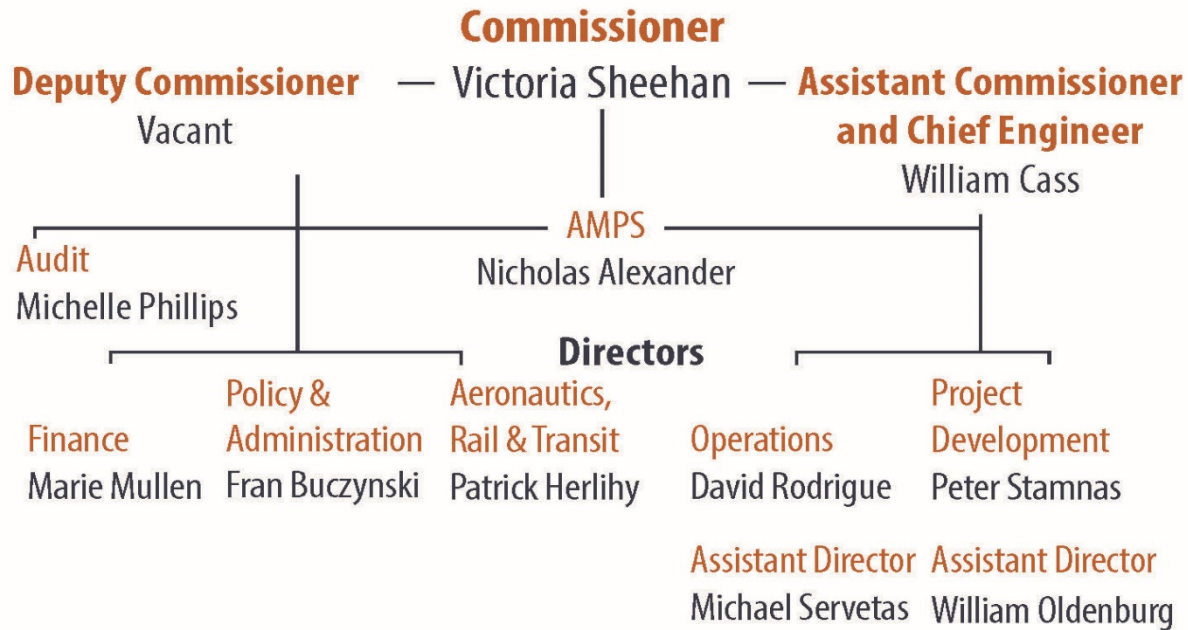 Commissioner
Victoria Sheehan
Deputy Commissioner
Vacant
Assistant Commissioner
and Chief Engineer
William Cass
AMPS
Nicholas Alexander
Audit
Michelle Phillips
Directors
Finance
Marie Mullen
Policy &
Administration
Fran Buczynski
Aeronautics,
Rail & Transit
Patrick Herlihy
Operations
David Rodrigue
Project
Development
Peter Stamnas
Assistant Director
Michael Servetas
Assistant Director
William Oldenburg